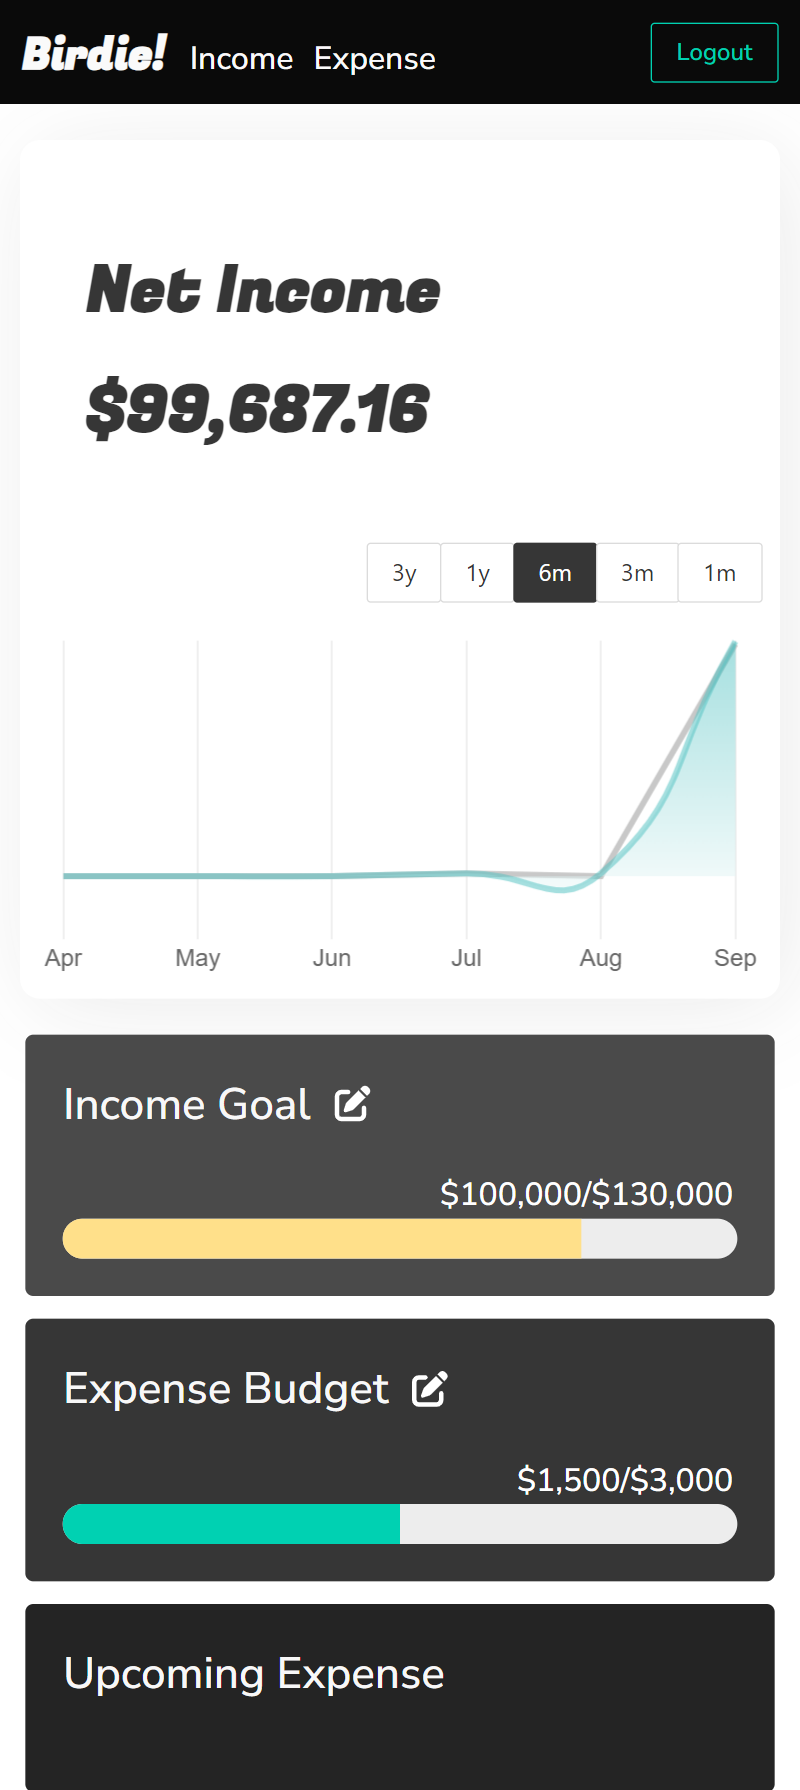 Birdie! Income Expense Logout
Net Income
$99,687.16
3y 1y 6m 3m 1m
Apr May Jun Jul Aug Sep
Income Goal
$100,000/$130,000
Expense Budget
$1,500/$3,000
Upcoming Expense